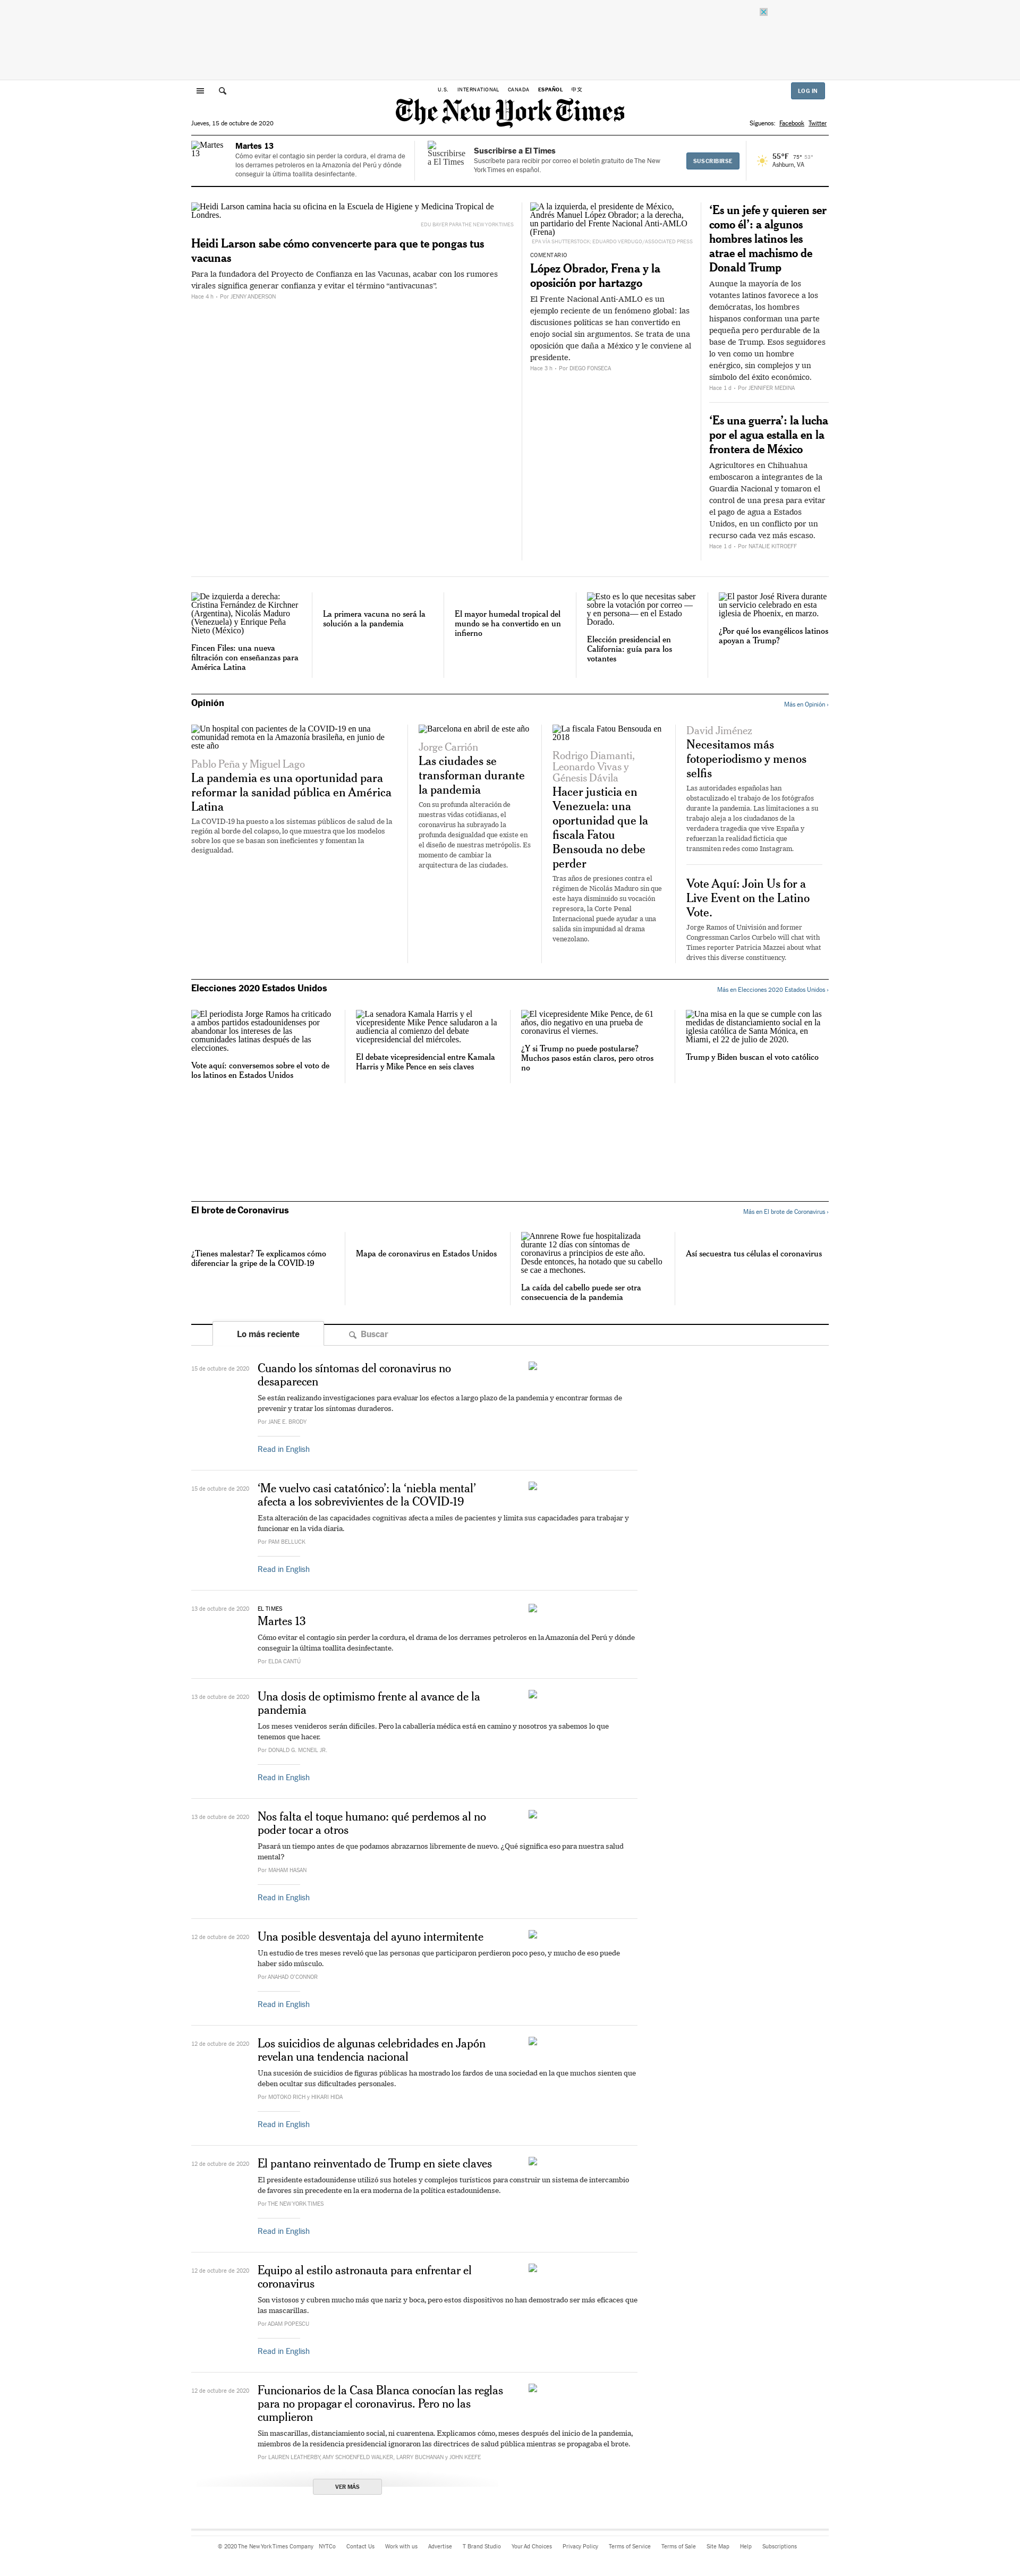 U.S. INTERNATIONAL CANADA ESPAÑOL 中文
LOG IN
The New York Times
Jueves, 15 de octubre de 2020
Síguenos: Facebook Twitter
Martes 13
Martes 13
Cómo evitar el contagio sin perder la cordura, el drama de
los derrames petroleros en la Amazonía del Perú y dónde
conseguir la última toallita desinfectante.
Suscribirse a El Times
Suscribirse a El Times
Suscríbete para recibir por correo el boletín gratuito de The New
York Times en español.
SUSCRIBIRSE
55°F 75° 55°
Ashburn, VA
Heidi Larson camina hacia su oficina en la Escuela de Higiene y Medicina Tropical de
Londres.
EDU BAYER PARA THE NEW YORK TIMES
Heidi Larson sabe cómo convencerte para que te pongas tus
vacunas
Para la fundadora del Proyecto de Confianza en las Vacunas, acabar con los rumores
virales significa generar confianza y evitar el término “antivacunas”.
Hace 4 h - Por JENNY ANDERSON
A la izquierda, el presidente de México,
Andrés Manuel López Obrador; a la derecha,
un partidario del Frente Nacional Anti-AMLO
(Frena)
EPA VÍA SHUTTERSTOCK; EDUARDO VERDUGO/ASSOCIATED PRESS
COMENTARIO
López Obrador, Frena y la
oposición por hartazgo
El Frente Nacional Anti-AMLO es un
ejemplo reciente de un fenómeno global: las
discusiones políticas se han convertido en
enojo social sin argumentos. Se trata de una
oposición que daña a México y le conviene al
presidente.
Hace 3 h - Por DIEGO FONSECA
‘Es un jefe y quieren ser
como él’: a algunos
hombres latinos les
atrae el machismo de
Donald Trump
Aunque la mayoría de los
votantes latinos favorece a los
demócratas, los hombres
hispanos conforman una parte
pequeña pero perdurable de la
base de Trump. Esos seguidores
lo ven como un hombre
enérgico, sin complejos y un
símbolo del éxito económico.
Hace 1 d - Por JENNIFER MEDINA
‘Es una guerra’: la lucha
por el agua estalla en la
frontera de México
Agricultores en Chihuahua
emboscaron a integrantes de la
Guardia Nacional y tomaron el
control de una presa para evitar
el pago de agua a Estados
Unidos, en un conflicto por un
recurso cada vez más escaso.
Hace 1 d - Por NATALIE KITROEFF
De izquierda a derecha:
Cristina Fernández de Kirchner
(Argentina), Nicolás Maduro
(Venezuela) y Enrique Peña
Nieto (México)
Fincen Files: una nueva
filtración con enseñanzas para
América Latina
La primera vacuna no será la
solución a la pandemia
El mayor humedal tropical del
mundo se ha convertido en un
infierno
Esto es lo que necesitas saber
sobre la votación por correo —
y en persona— en el Estado
Dorado.
Elección presidencial en
California: guía para los
votantes
El pastor José Rivera durante
un servicio celebrado en esta
iglesia de Phoenix, en marzo.
¿Por qué los evangélicos latinos
apoyan a Trump?
Opinión
Más en Opinión ›
Un hospital con pacientes de la COVID-19 en una
comunidad remota en la Amazonía brasileña, en junio de
este año
Pablo Peña y Miguel Lago
La pandemia es una oportunidad para
reformar la sanidad pública en América
Latina
La COVID-19 ha puesto a los sistemas públicos de salud de la
región al borde del colapso, lo que muestra que los modelos
sobre los que se basan son ineficientes y fomentan la
desigualdad.
Barcelona en abril de este año
Jorge Carrión
Las ciudades se
transforman durante
la pandemia
Con su profunda alteración de
nuestras vidas cotidianas, el
coronavirus ha subrayado la
profunda desigualdad que existe en
el diseño de nuestras metrópolis. Es
momento de cambiar la
arquitectura de las ciudades.
La fiscala Fatou Bensouda en
2018
Rodrigo Diamanti,
Leonardo Vivas y
Génesis Dávila
Hacer justicia en
Venezuela: una
oportunidad que la
fiscala Fatou
Bensouda no debe
perder
Tras años de presiones contra el
régimen de Nicolás Maduro sin que
este haya disminuido su vocación
represora, la Corte Penal
Internacional puede ayudar a una
salida sin impunidad al drama
venezolano.
David Jiménez
Necesitamos más
fotoperiodismo y menos
selfis
Las autoridades españolas han
obstaculizado el trabajo de los fotógrafos
durante la pandemia. Las limitaciones a su
trabajo aleja a los ciudadanos de la
verdadera tragedia que vive España y
refuerzan la realidad ficticia que
transmiten redes como Instagram.
Vote Aquí: Join Us for a
Live Event on the Latino
Vote.
Jorge Ramos of Univisión and former
Congressman Carlos Curbelo will chat with
Times reporter Patricia Mazzei about what
drives this diverse constituency.
Elecciones 2020 Estados Unidos
Más en Elecciones 2020 Estados Unidos ›
El periodista Jorge Ramos ha criticado
a ambos partidos estadounidenses por
abandonar los intereses de las
comunidades latinas después de las
elecciones.
Vote aquí: conversemos sobre el voto de
los latinos en Estados Unidos
La senadora Kamala Harris y el
vicepresidente Mike Pence saludaron a la
audiencia al comienzo del debate
vicepresidencial del miércoles.
El debate vicepresidencial entre Kamala
Harris y Mike Pence en seis claves
El vicepresidente Mike Pence, de 61
años, dio negativo en una prueba de
coronavirus el viernes.
¿Y si Trump no puede postularse?
Muchos pasos están claros, pero otros
no
Una misa en la que se cumple con las
medidas de distanciamiento social en la
iglesia católica de Santa Mónica, en
Miami, el 22 de julio de 2020.
Trump y Biden buscan el voto católico
El brote de Coronavirus
Más en El brote de Coronavirus ›
¿Tienes malestar? Te explicamos cómo
diferenciar la gripe de la COVID-19
Mapa de coronavirus en Estados Unidos
Annrene Rowe fue hospitalizada
durante 12 días con síntomas de
coronavirus a principios de este año.
Desde entonces, ha notado que su cabello
se cae a mechones.
La caída del cabello puede ser otra
consecuencia de la pandemia
Así secuestra tus células el coronavirus
Lo más reciente
Buscar
15 de octubre de 2020
Cuando los síntomas del coronavirus no
desaparecen
Se están realizando investigaciones para evaluar los efectos a largo plazo de la pandemia y encontrar formas de
prevenir y tratar los síntomas duraderos.
Por JANE E. BRODY
Read in English
15 de octubre de 2020
‘Me vuelvo casi catatónico’: la ‘niebla mental’
afecta a los sobrevivientes de la COVID-19
Esta alteración de las capacidades cognitivas afecta a miles de pacientes y limita sus capacidades para trabajar y
funcionar en la vida diaria.
Por PAM BELLUCK
Read in English
13 de octubre de 2020
EL TIMES
Martes 13
Cómo evitar el contagio sin perder la cordura, el drama de los derrames petroleros en la Amazonía del Perú y dónde
conseguir la última toallita desinfectante.
Por ELDA CANTÚ
13 de octubre de 2020
Una dosis de optimismo frente al avance de la
pandemia
Los meses venideros serán difíciles. Pero la caballería médica está en camino y nosotros ya sabemos lo que
tenemos que hacer.
Por DONALD G. MCNEIL JR.
Read in English
13 de octubre de 2020
Nos falta el toque humano: qué perdemos al no
poder tocar a otros
Pasará un tiempo antes de que podamos abrazarnos libremente de nuevo. ¿Qué significa eso para nuestra salud
mental?
Por MAHAM HASAN
Read in English
12 de octubre de 2020
Una posible desventaja del ayuno intermitente
Un estudio de tres meses reveló que las personas que participaron perdieron poco peso, y mucho de eso puede
haber sido músculo.
Por ANAHAD O’CONNOR
Read in English
12 de octubre de 2020
Los suicidios de algunas celebridades en Japón
revelan una tendencia nacional
Una sucesión de suicidios de figuras públicas ha mostrado los fardos de una sociedad en la que muchos sienten que
deben ocultar sus dificultades personales.
Por MOTOKO RICH y HIKARI HIDA
Read in English
12 de octubre de 2020
El pantano reinventado de Trump en siete claves
El presidente estadounidense utilizó sus hoteles y complejos turísticos para construir un sistema de intercambio
de favores sin precedente en la era moderna de la política estadounidense.
Por THE NEW YORK TIMES
Read in English
12 de octubre de 2020
Equipo al estilo astronauta para enfrentar el
coronavirus
Son vistosos y cubren mucho más que nariz y boca, pero estos dispositivos no han demostrado ser más eficaces que
las mascarillas.
Por ADAM POPESCU
Read in English
12 de octubre de 2020
Funcionarios de la Casa Blanca conocían las reglas
para no propagar el coronavirus. Pero no las
cumplieron
Sin mascarillas, distanciamiento social, ni cuarentena. Explicamos cómo, meses después del inicio de la pandemia,
miembros de la residencia presidencial ignoraron las directrices de salud pública mientras se propagaba el brote.
Por LAUREN LEATHERBY, AMY SCHOENFELD WALKER, LARRY BUCHANAN y JOHN KEEFE
VER MÁS
© 2020 The New York Times Company NYTCo Contact Us Work with us Advertise T Brand Studio Your Ad Choices Privacy Policy Terms of Service Terms of Sale Site Map Help Subscriptions